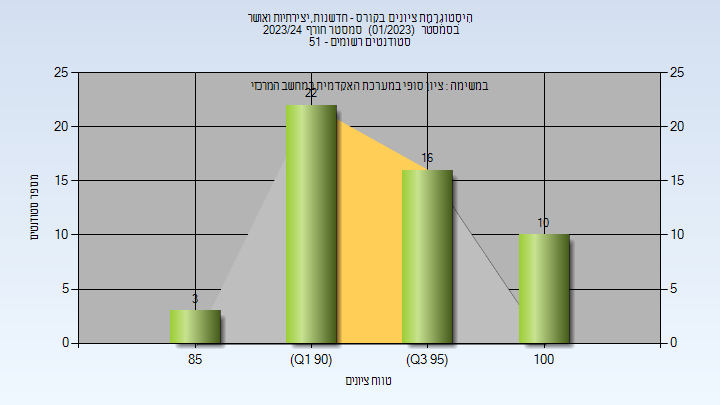 היסטוגרמת ציונים בקורס - חדשנות,יצירתיות ואושר
בסמסטר (01/2023) סמסטר חורף 2023/24
סטודנטים רשומים - 51
במשימה : ציון סופי במערכת האקדמית במחשב המרכזי
25 25
20 20
15 15
10 10
5 5
0 0
3
22
16
10
85 (Q1 90) (Q3 95) 100
מספר סטודנטים
טווח ציונים